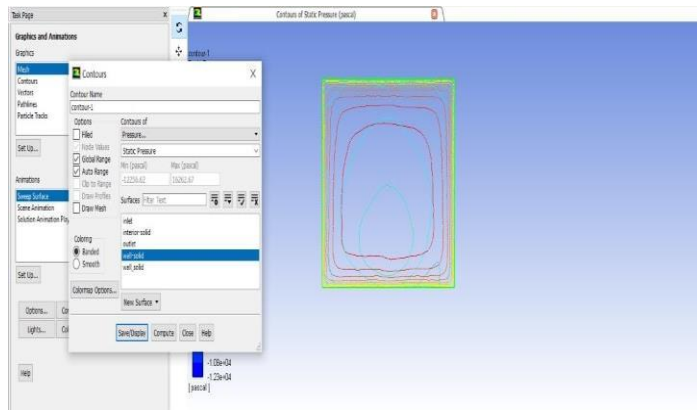 Task Page
Graphics and Animations
Graphics
Mesh
Contours
Vectors
Pathlines
Particle Tracks
Set Up...
Animations
Sweep Surface
Scene Animation
Solution Animation Play
Set Up...
Options...
Lights...
Help
Contours
X
Contour Name
contour-1
Options
Filled
Node Values
Global Range
Auto Range
Clip to Range
Draw Profiles
Draw Mesh
Coloring
Banded
Smooth
Colormap Options...
Contours of
Pressure...
Static Pressure
Min (pascal)
Max (pascal)
-12256.62
16262.67
Surfaces
Filter Text
inlet
interior-solid
outlet
wall-solid
wall_solid
New Surface
Save/Display
Compute
Close
Help
Contours of Static Pressure (pascal)
contour-1
-1.08e+04
-1.23e+04
[pascal]